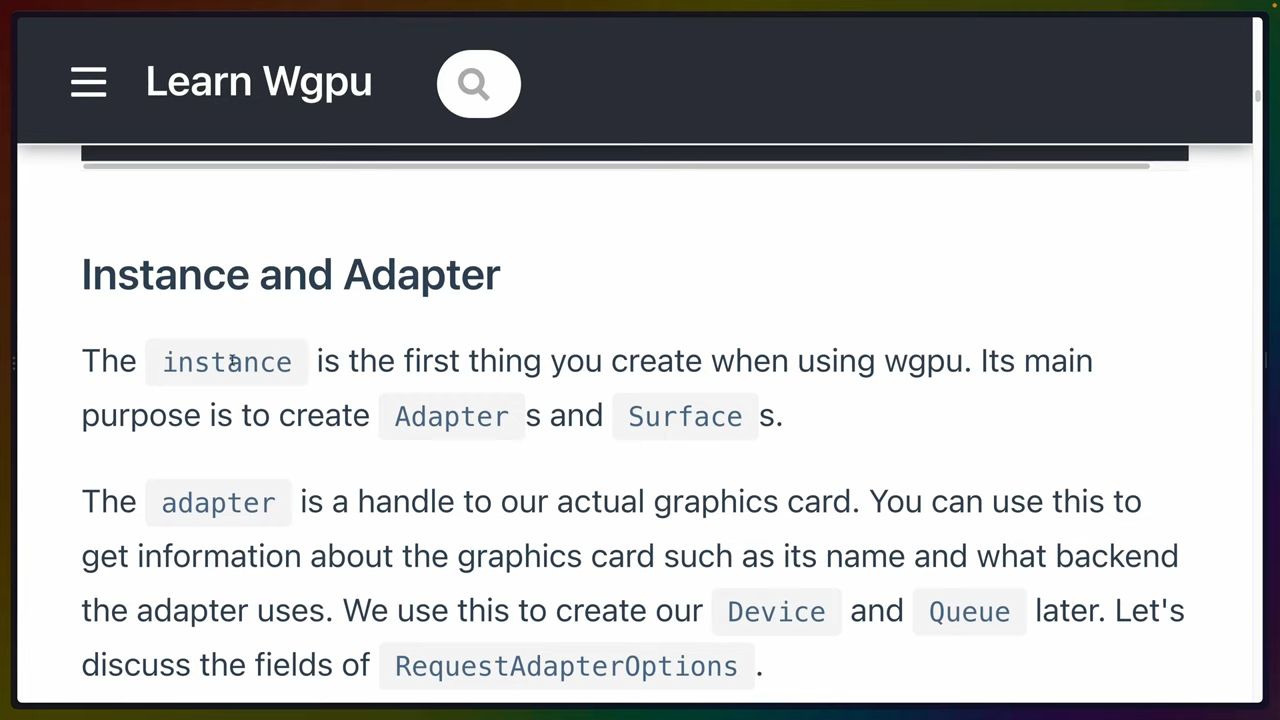 Learn Wgpu
Instance and Adapter
The instance is the first thing you create when using wgpu. Its main
purpose is to create Adapter s and Surface s.
The adapter is a handle to our actual graphics card. You can use this to
get information about the graphics card such as its name and what backend
the adapter uses. We use this to create our Device and Queue later. Let's
discuss the fields of RequestAdapterOptions .